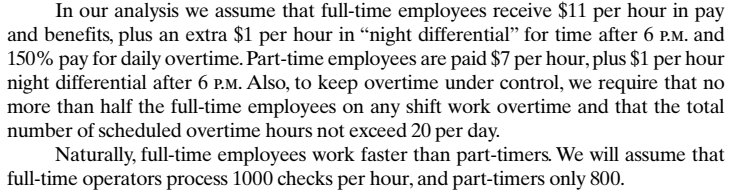 In our analysis we assume that full-time employees receive $11 per hour in pay
and benefits, plus an extra $1 per hour in “night differential” for time after 6 P.M. and
150% pay for daily overtime. Part-time employees are paid $7 per hour, plus $1 per hour
night differential after 6 P.M. Also, to keep overtime under control, we require that no
more than half the full-time employees on any shift work overtime and that the total
number of scheduled overtime hours not exceed 20 per day.
Naturally, full-time employees work faster than part-timers. We will assume that
full-time operators process 1000 checks per hour, and part-timers only 800.